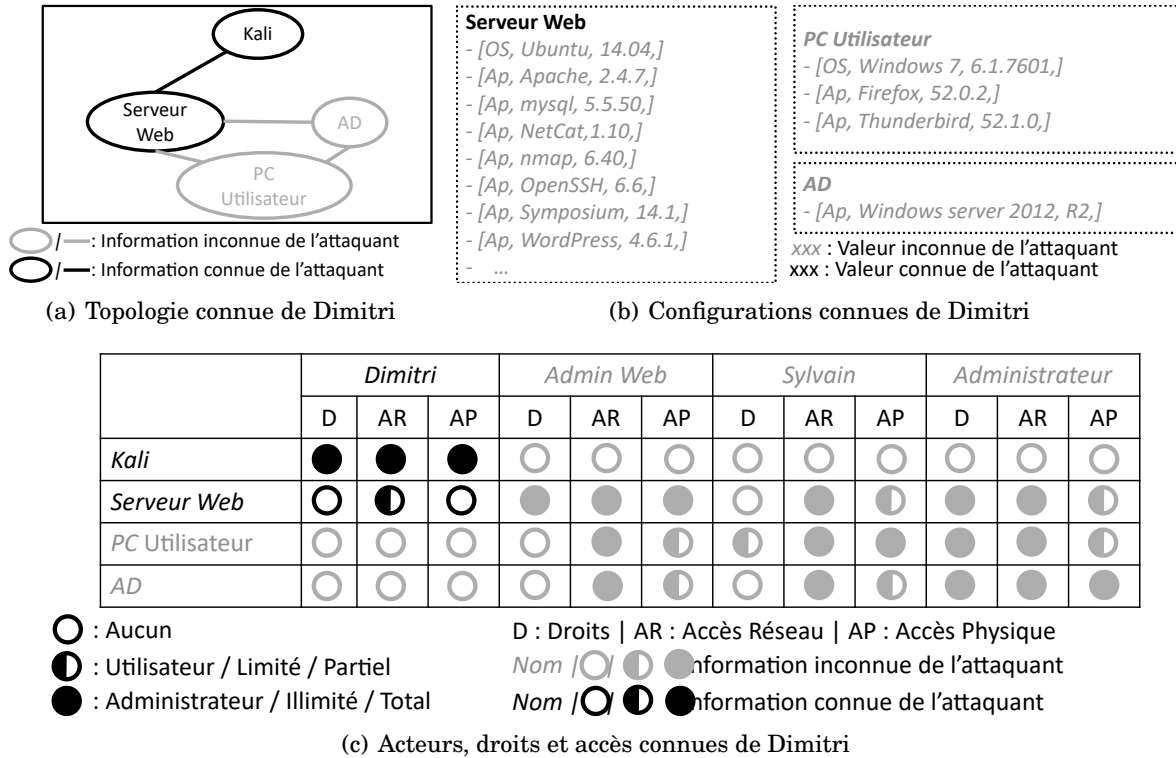 Kali
Serveur
Web
AD
PC
Utilisateur
/ : Information inconnue de l'attaquant
/ : Information connue de l'attaquant
(a) Topologie connue de Dimitri
Serveur Web
- [OS, Ubuntu, 14.04,]
- [Ap, Apache, 2.4.7,]
- [Ap, mysql, 5.5.50,]
- [Ap, NetCat,1.10,]
- [Ap, nmap, 6.40,]
- [Ap, OpenSSH, 6.6,]
- [Ap, Symposium, 14.1,]
- [Ap, WordPress, 4.6.1,]
- ...
PC Utilisateur
- [OS, Windows 7, 6.1.7601,]
- [Ap, Firefox, 52.0.2,]
- [Ap, Thunderbird, 52.1.0,]
AD
- [Ap, Windows server 2012, R2,]
xxx : Valeur inconnue de l'attaquant
xxx : Valeur connue de l'attaquant
(b) Configurations connues de Dimitri
Dimitri Admin Web Sylvain Administrateur
D AR AP D AR AP D AR AP D AR AP
Kali
Serveur Web
PC Utilisateur
AD
: Aucun
: Utilisateur / Limité / Partiel
: Administrateur / Illimité / Total
D : Droits | AR : Accès Réseau | AP : Accès Physique
Nom | / nformation inconnue de l'attaquant
Nom | / nformation connue de l'attaquant
(c) Acteurs, droits et accès connues de Dimitri